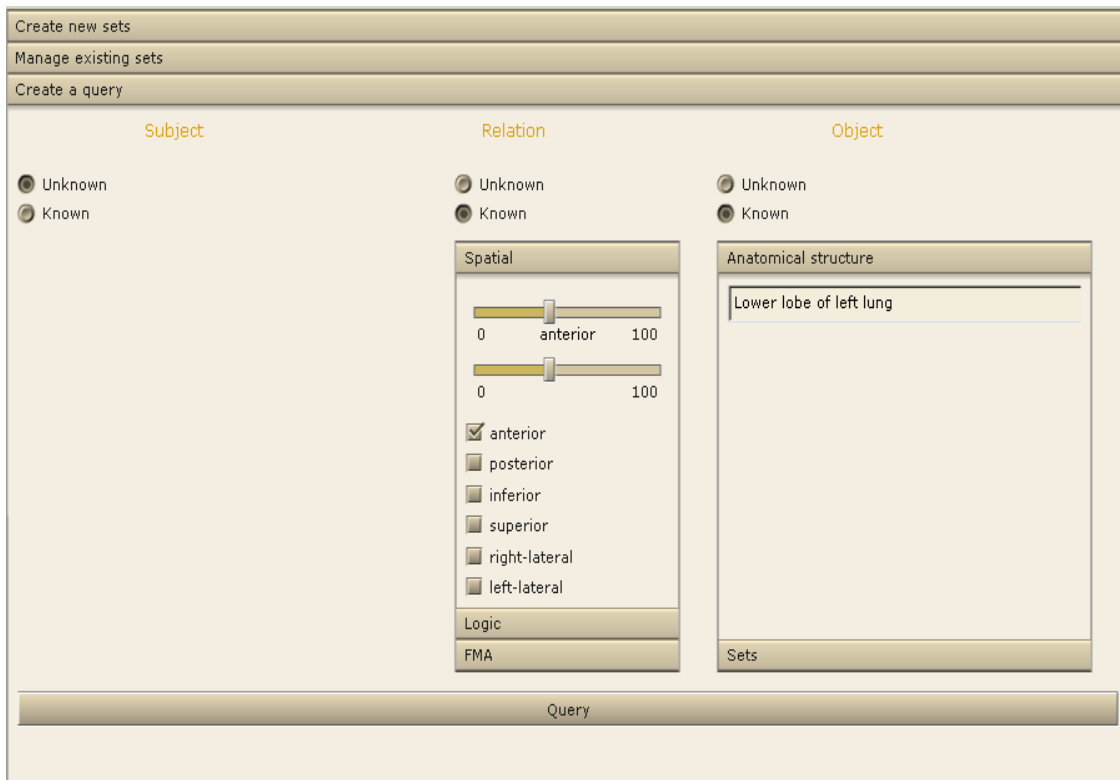 Create new sets
Manage existing sets
Create a query
Subject Relation Object
Unknown Unknown Unknown
Known Known Known
Spatial Anatomical structure
Lower lobe of left lung
0 anterior 100
0 100
anterior
posterior
inferior
superior
right-lateral
left-lateral
Logic
FMA Sets
Query